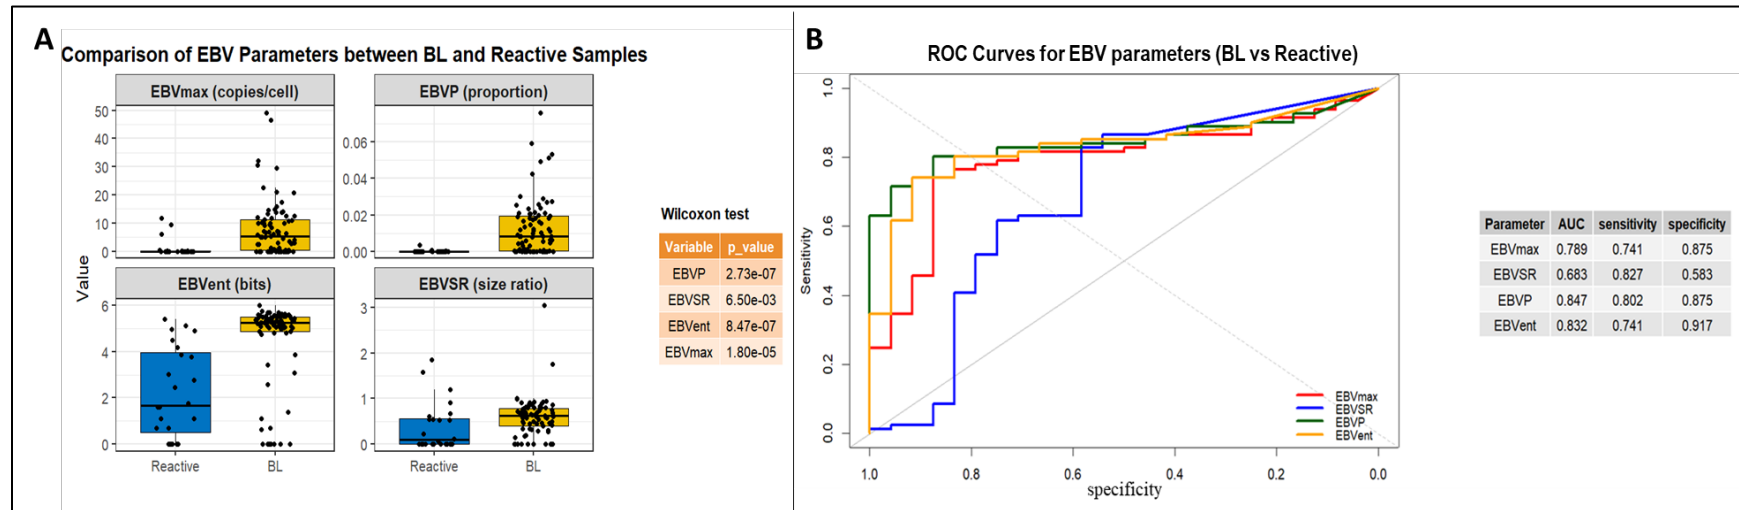 A
Comparison of EBV Parameters between BL and Reactive Samples
EBVmax (copies/cell)
EBVP (proportion)
50
40
30
20
10
0
0.06
0.04
0.02
0.00
EBVent (bits)
EBVSR (size ratio)
Value
6
4
2
0
3
2
1
0
Reactive
BL
Reactive
BL
Wilcoxon test
Variable p_value
EBVP 2.73e-07
EBVSR 6.50e-03
EBVent 8.47e-07
EBVmax 1.80e-05
B
ROC Curves for EBV parameters (BL vs Reactive)
Sensitivity
1.0
0.8
0.6
0.4
0.2
0.0
EBVmax
EBVSR
EBVP
EBVent
1.0 0.8 0.6 0.4 0.2 0.0
specificity
Parameter AUC sensitivity specificity
EBVmax 0.789 0.741 0.875
EBVSR 0.683 0.827 0.583
EBVP 0.847 0.802 0.875
EBVent 0.832 0.741 0.917